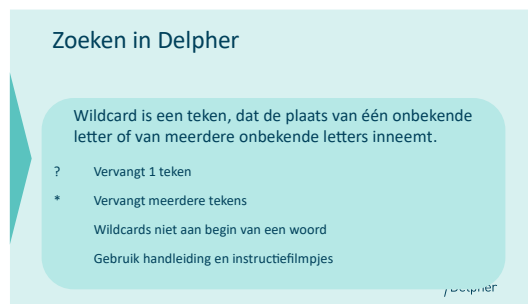 Zoeken in Delpher
Wildcard is een teken, dat de plaats van één onbekende
letter of van meerdere onbekende letters inneemt.
? Vervangt 1 teken
* Vervangt meerdere tekens
Wildcards niet aan begin van een woord
Gebruik handleiding en instructiefilmpjes
Delpher